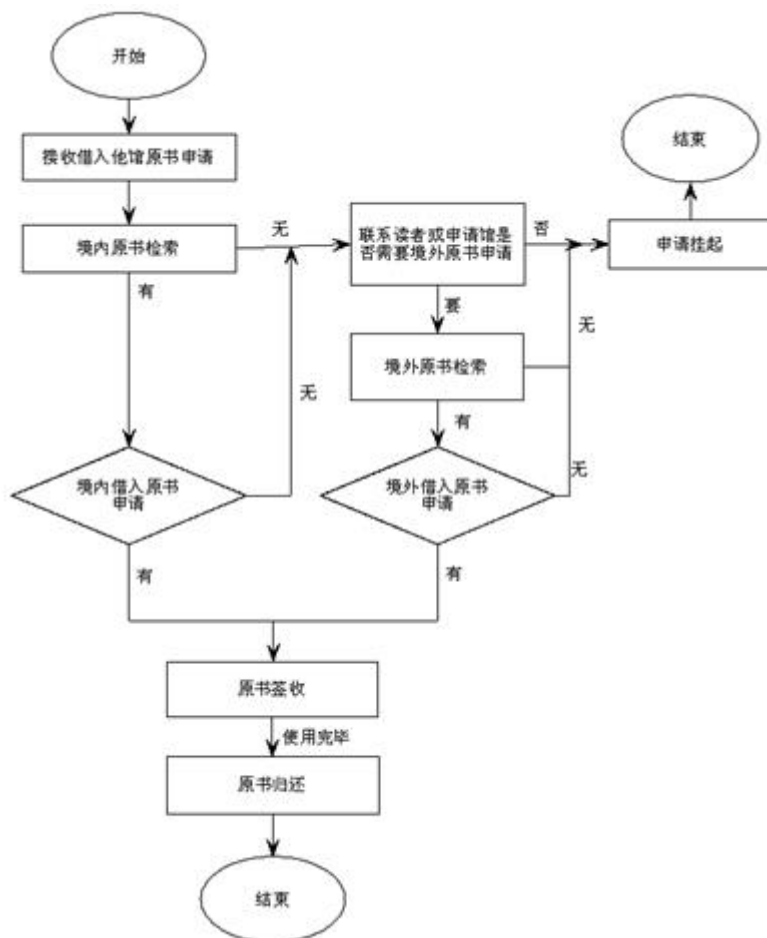 开始
接收借入他馆原书申请
结束
境内原书检索
无
联系读者或申请馆是
否需要境外原书申请
否
申请挂起
有
要
无
境外原书检索
无
有
境内借入原书
申请
境外借入原书
申请
无
有
有
原书签收
使用完毕
原书归还
结束